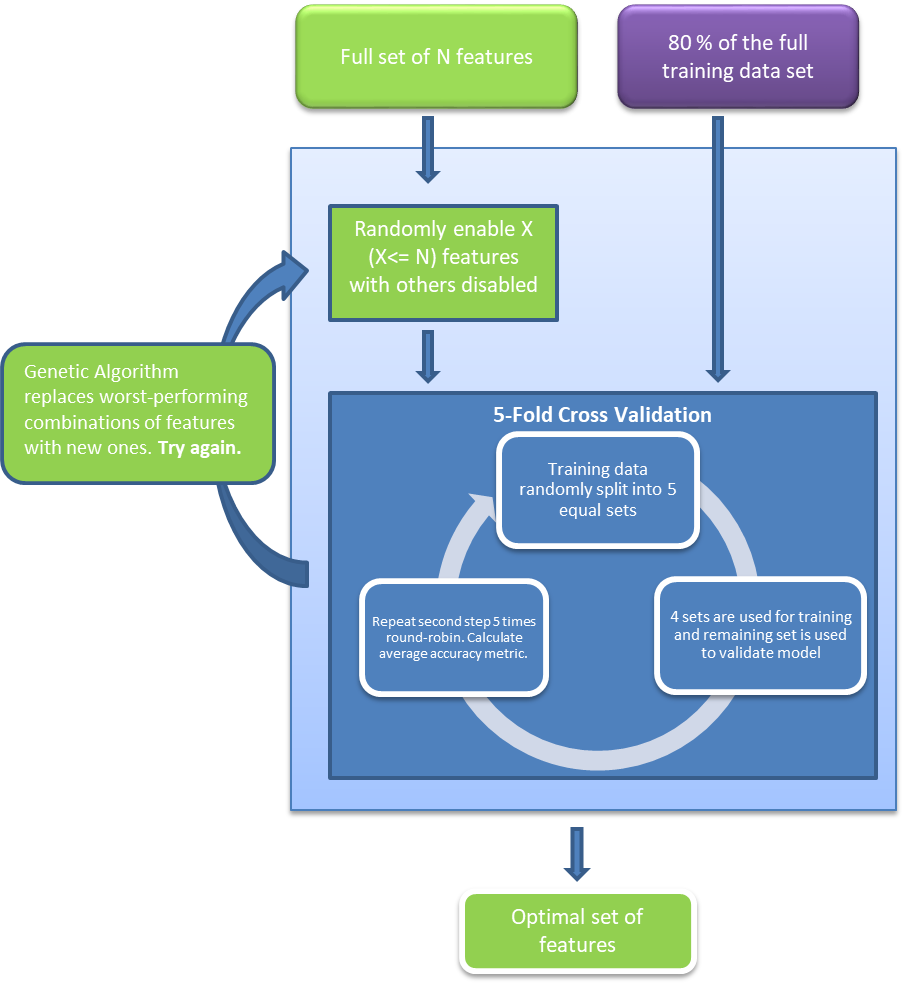 Full set of N features
80 % of the full
training data set
Randomly enable X
(X<= N) features
with others disabled
Genetic Algorithm
replaces worst-performing
combinations of features
with new ones. Try again.
5-Fold Cross Validation
Training data
randomly split into 5
equal sets
4 sets are used for training
and remaining set is used
to validate model
Repeat second step 5 times
round-robin. Calculate
average accuracy metric.
Optimal set of
features